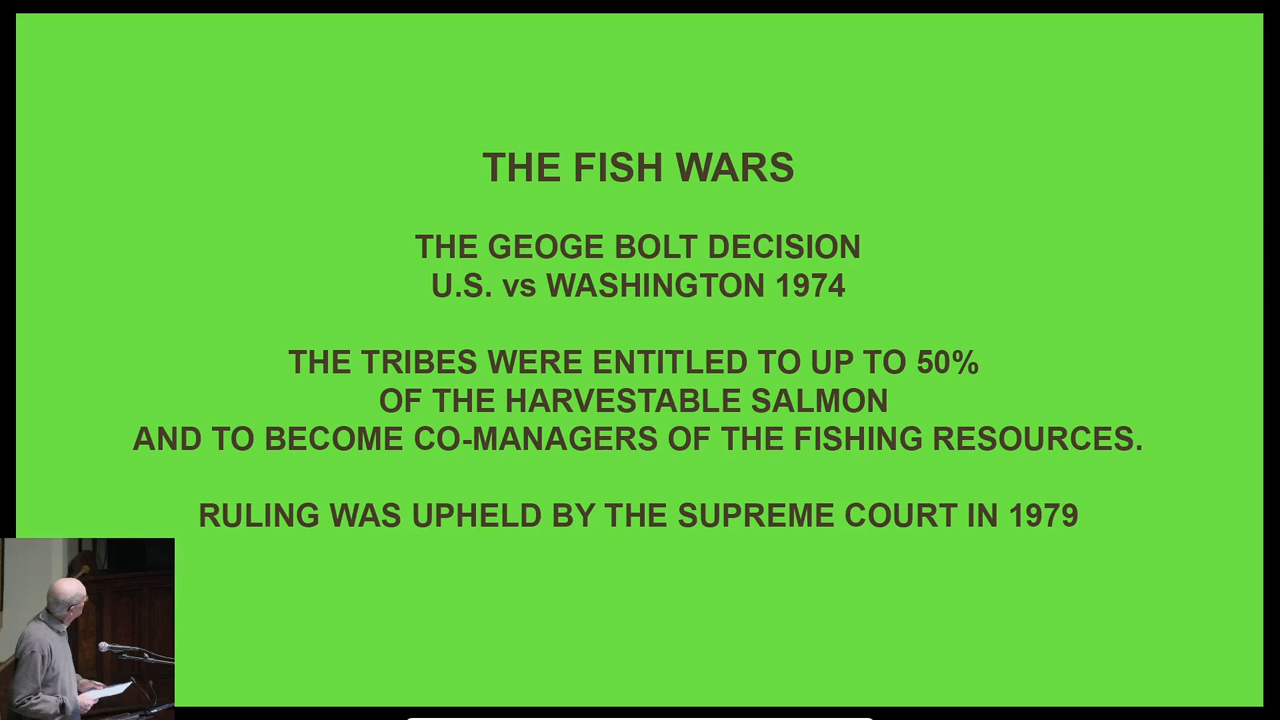 THE FISH WARS
THE GEOGE BOLT DECISION
U.S. vs WASHINGTON 1974
THE TRIBES WERE ENTITLED TO UP TO 50%
OF THE HARVESTABLE SALMON
AND TO BECOME CO-MANAGERS OF THE FISHING RESOURCES.
RULING WAS UPHELD BY THE SUPREME COURT IN 1979